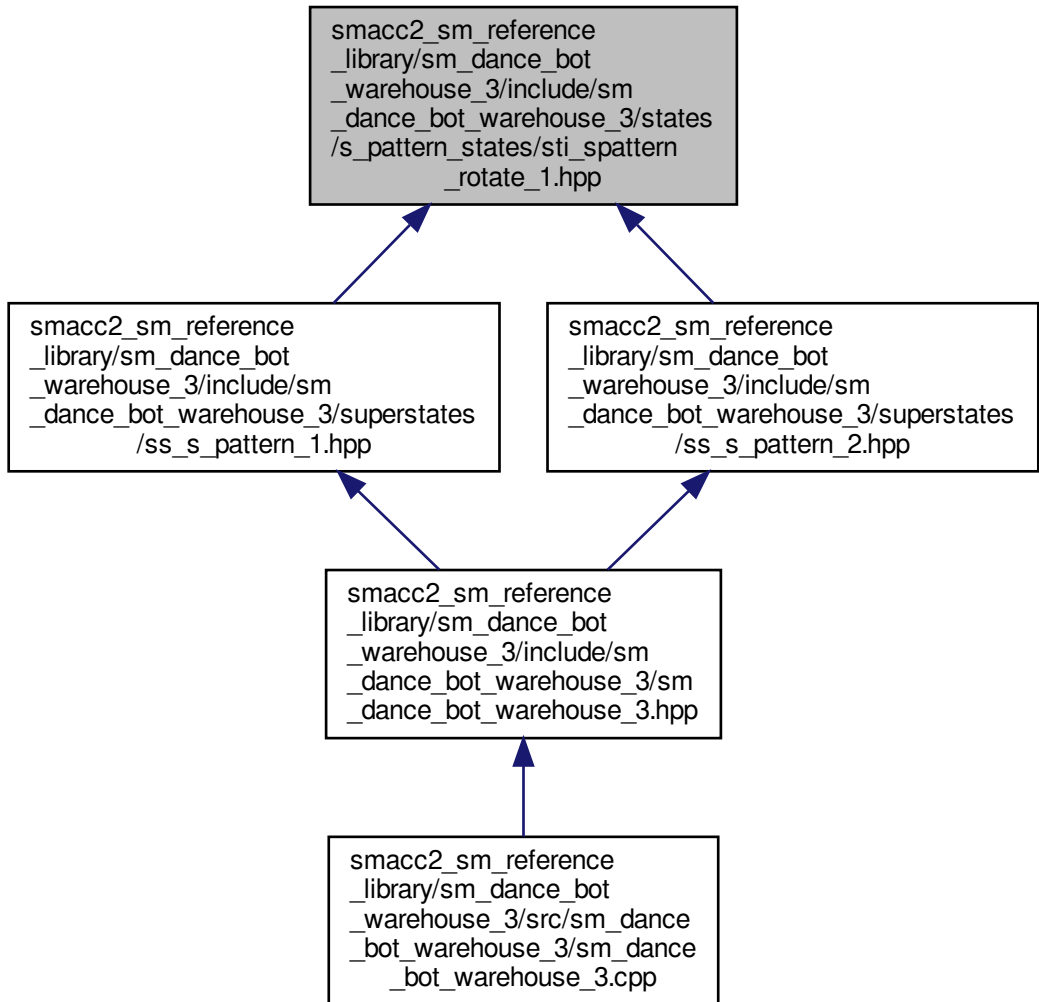 smacc2_sm_reference
_library/sm_dance_bot
_warehouse_3/include/sm
_dance_bot_warehouse_3/states
/s_pattern_states/sti_spattern
_rotate_1.hpp
smacc2_sm_reference
_library/sm_dance_bot
_warehouse_3/include/sm
_dance_bot_warehouse_3/superstates
/ss_s_pattern_1.hpp
smacc2_sm_reference
_library/sm_dance_bot
_warehouse_3/include/sm
_dance_bot_warehouse_3/superstates
/ss_s_pattern_2.hpp
smacc2_sm_reference
_library/sm_dance_bot
_warehouse_3/include/sm
_dance_bot_warehouse_3/sm
_dance_bot_warehouse_3.hpp
smacc2_sm_reference
_library/sm_dance_bot
_warehouse_3/src/sm_dance
_bot_warehouse_3/sm_dance
_bot_warehouse_3.cpp